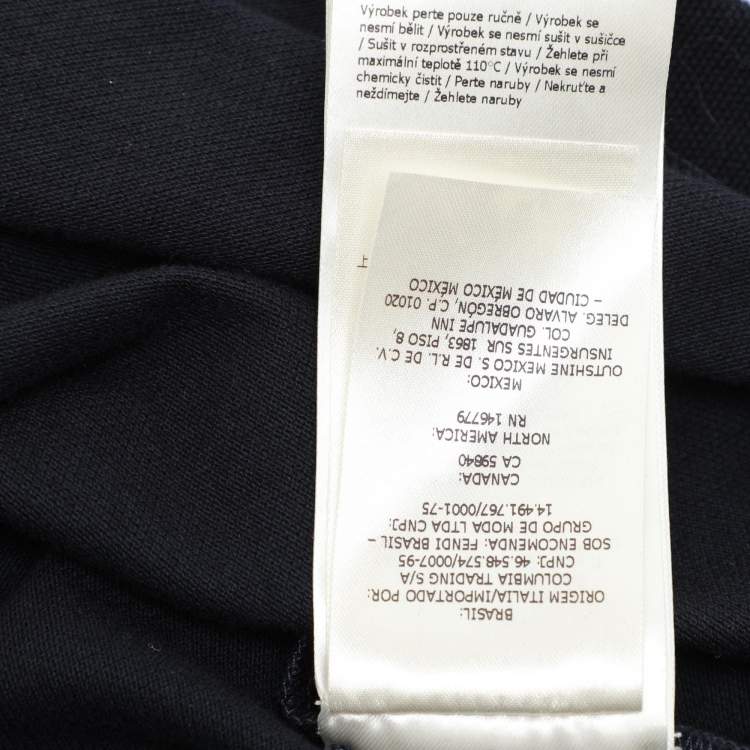 Výrobek perte pouze ručně / Výrobek se
nesmí bělit / Výrobek se nesmí sušit v sušičce
/ Sušit v rozprostřeném stavu / Žehlete při
maximální teplotě 110°C / Výrobek se nesmí
chemicky čistit / Perte naruby / Nekruťte a
neždímejte / Žehlete naruby
BRASIL:
ORIGEM ITALIA/IMPORTADO POR:
COLUMBIA TRADING S/A
CNPJ: 46.548.574/0007-95
SOB ENCOMENDA: FENDI BRASIL –
GRUPO DE MODA LTDA CNPJ:
14.491.767/0001-75
CANADA:
CA 59840
NORTH AMERICA:
RN 146779
MEXICO:
OUTSHINE MEXICO S. DE R.L. DE C.V.
INSURGENTES SUR 1863, PISO 8,
COL. GUADALUPE INN
DELEG. ALVARO OBREGÓN, C.P. 01020
– CIUDAD DE MÉXICO MÉXICO